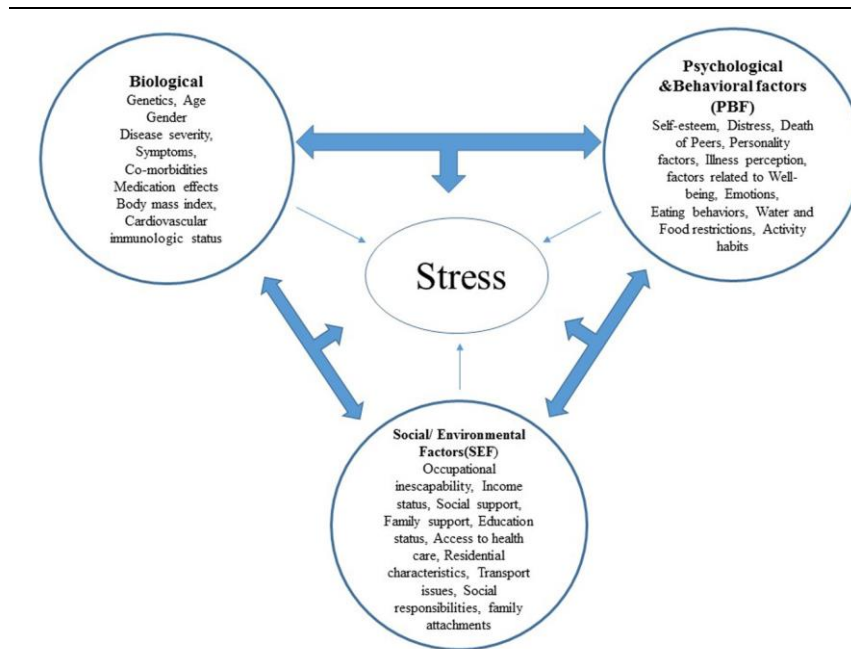 Biological
Genetics, Age
Gender
Disease severity,
Symptoms,
Co-morbidities
Medication effects
Body mass index,
Cardiovascular
immunologic status
Psychological
&Behavioral factors
(PBF)
Self-esteem, Distress, Death
of Peers, Personality
factors, Illness perception,
factors related to Well-
being, Emotions,
Eating behaviors, Water and
Food restrictions, Activity
habits
Stress
Social/ Environmental
Factors(SEF)
Occupational
inescapability, Income
status, Social support,
Family support, Education
status, Access to health
care, Residential
characteristics, Transport
issues, Social
responsibilities, family
attachments